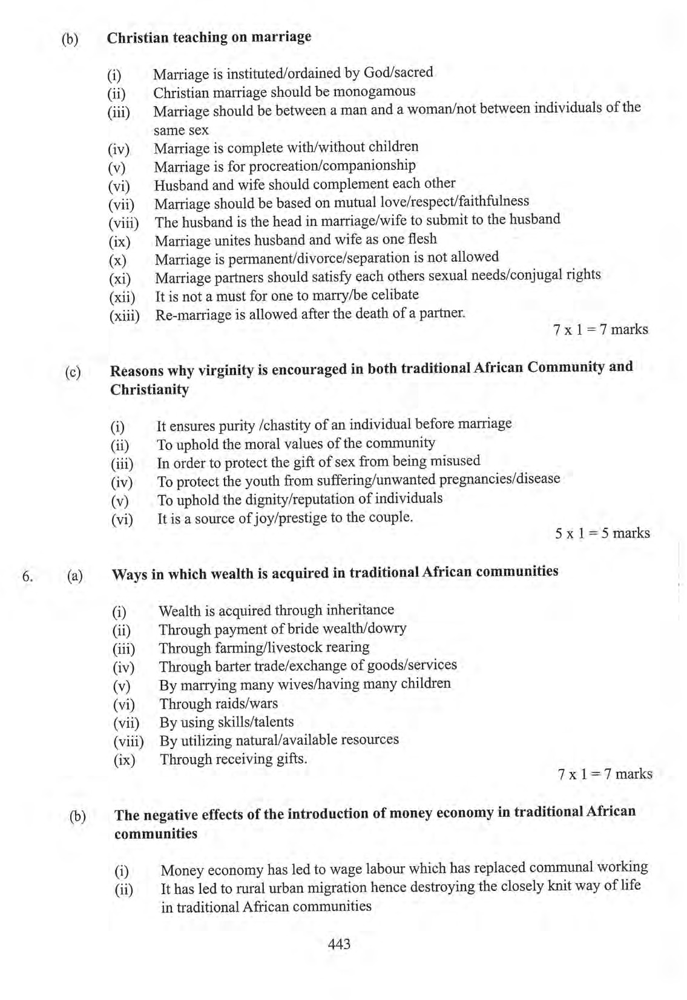 (b) Christian teaching on marriage
(i) Marriage is instituted/ordained by God/sacred
(ii) Christian marriage should be monogamous
(iii) Marriage should be between a man and a woman/not between individuals of the
same sex
(iv) Marriage is complete with/without children
(v) Marriage is for procreation/companionship
(vi) Husband and wife should complement each other
(vii) Marriage should be based on mutual love/respect/faithfulness
(viii) The husband is the head in marriage/wife to submit to the husband
(ix) Marriage unites husband and wife as one flesh
(x) Marriage is permanent/divorce/separation is not allowed
(xi) Marriage partners should satisfy each others sexual needs/conjugal rights
(xii) It is not a must for one to marry/be celibate
(xiii) Re-marriage is allowed after the death of a partner.
7 x 1 = 7 marks
(c) Reasons why virginity is encouraged in both traditional African Community and
Christianity
(i) It ensures purity /chastity of an individual before marriage
(ii) To uphold the moral values of the community
(iii) In order to protect the gift of sex from being misused
(iv) To protect the youth from suffering/unwanted pregnancies/disease
(v) To uphold the dignity/reputation of individuals
(vi) It is a source of joy/prestige to the couple.
5 x 1 = 5 marks
6. (a) Ways in which wealth is acquired in traditional African communities
(i) Wealth is acquired through inheritance
(ii) Through payment of bride wealth/dowry
(iii) Through farming/livestock rearing
(iv) Through barter trade/exchange of goods/services
(v) By marrying many wives/having many children
(vi) Through raids/wars
(vii) By using skills/talents
(viii) By utilizing natural/available resources
(ix) Through receiving gifts.
7 x 1 = 7 marks
(b) The negative effects of the introduction of money economy in traditional African
communities
(i) Money economy has led to wage labour which has replaced communal working
(ii) It has led to rural urban migration hence destroying the closely knit way of life
in traditional African communities
443